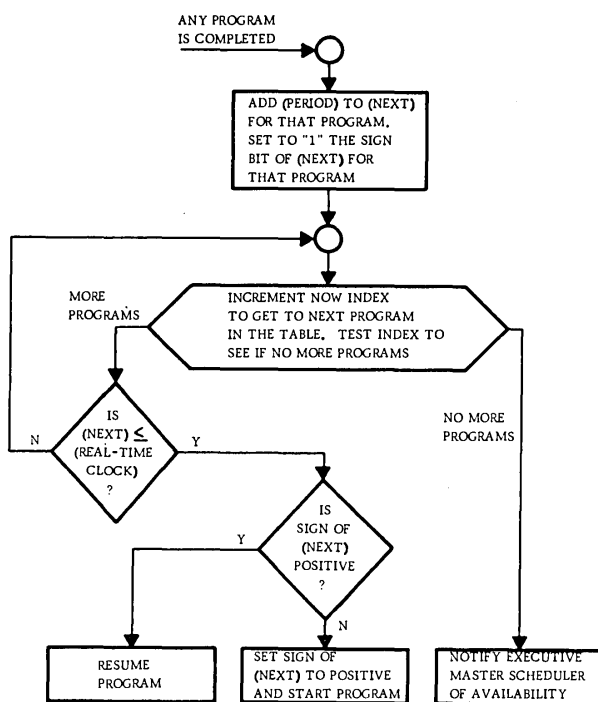 ANY PROGRAM
IS COMPLETED
ADD (PERIOD) TO (NEXT)
FOR THAT PROGRAM.
SET TO "1" THE SIGN
BIT OF (NEXT) FOR
THAT PROGRAM
MORE
PROGRAMS
INCREMENT NOW INDEX
TO GET TO NEXT PROGRAM
IN THE TABLE. TEST INDEX TO
SEE IF NO MORE PROGRAMS
NO MORE
PROGRAMS
IS
(NEXT) ≤
(REAL-TIME
CLOCK)
?
N
Y
IS
SIGN OF
(NEXT)
POSITIVE
?
Y
N
RESUME
PROGRAM
SET SIGN OF
(NEXT) TO POSITIVE
AND START PROGRAM
NOTIFY EXECUTIVE
MASTER SCHEDULER
OF AVAILABILITY